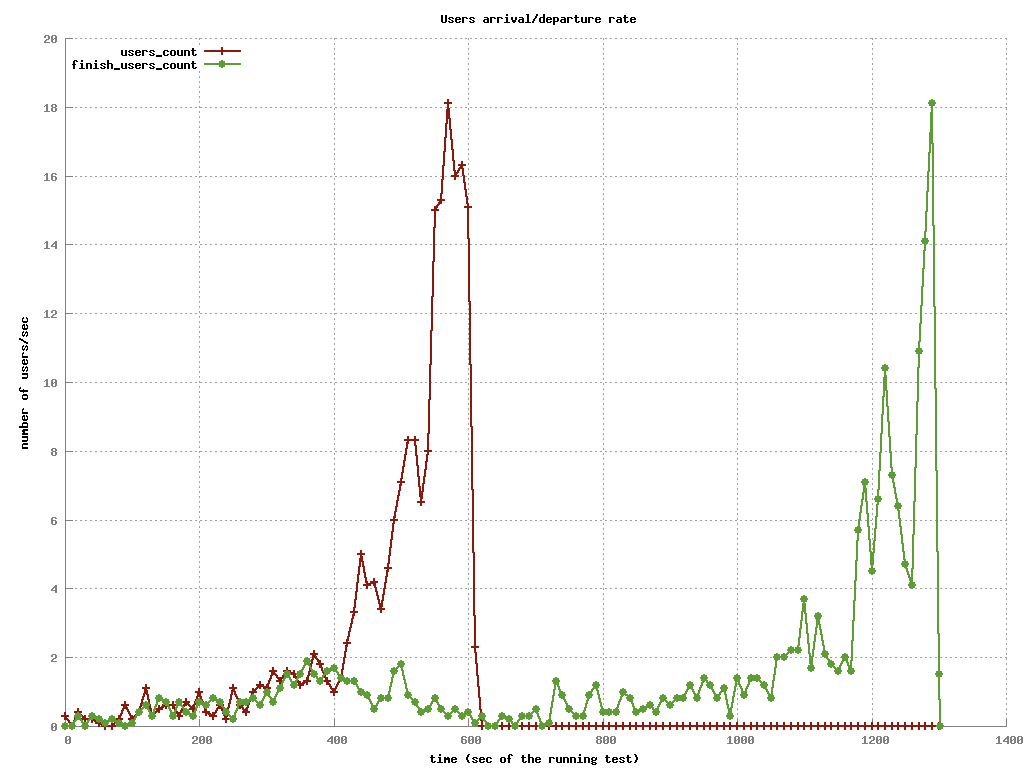 Users arrival/departure rate
users_count
finish_users_count
20
18
16
14
12
10
8
6
4
2
0
number of users/sec
0 200 400 600 800 1000 1200 1400
time (sec of the running test)